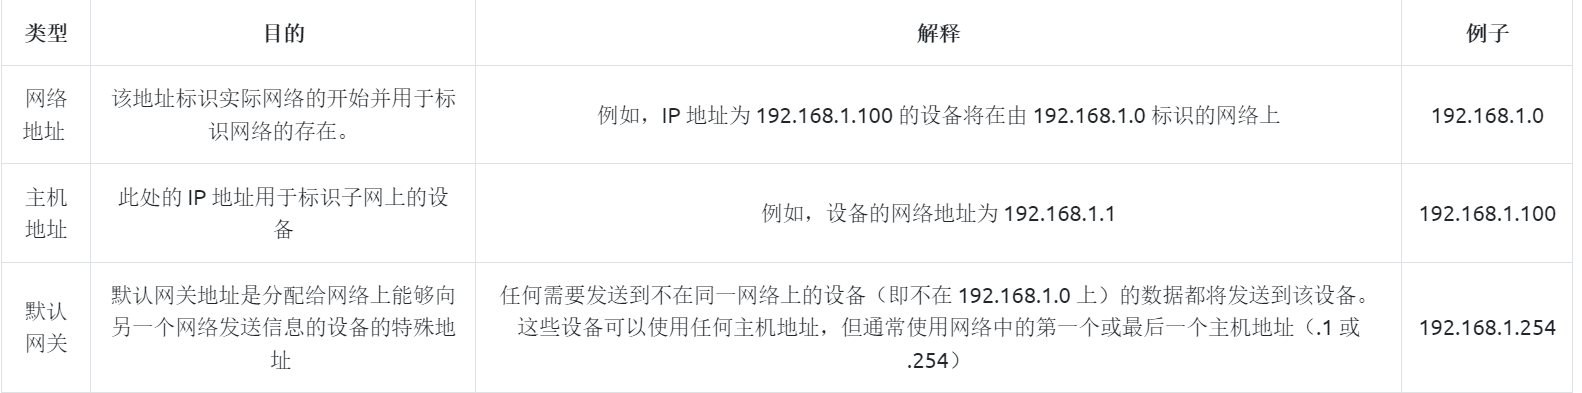 类型 目的 解释 例子
网络
地址
该地址标识实际网络的开始并用于标
识网络的存在。
例如，IP 地址为 192.168.1.100 的设备将在由 192.168.1.0 标识的网络上
192.168.1.0
主机
地址
此处的 IP 地址用于标识子网上的设
备
例如，设备的网络地址为 192.168.1.1
192.168.1.100
默认
网关
默认网关地址是分配给网络上能够向
另一个网络发送信息的设备的特殊地
址
任何需要发送到不在同一网络上的设备（即不在 192.168.1.0 上）的数据都将发送到该设备。
这些设备可以使用任何主机地址，但通常使用网络中的第一个或最后一个主机地址（.1 或
.254）
192.168.1.254